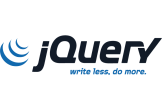 jQuery
write less, do more.